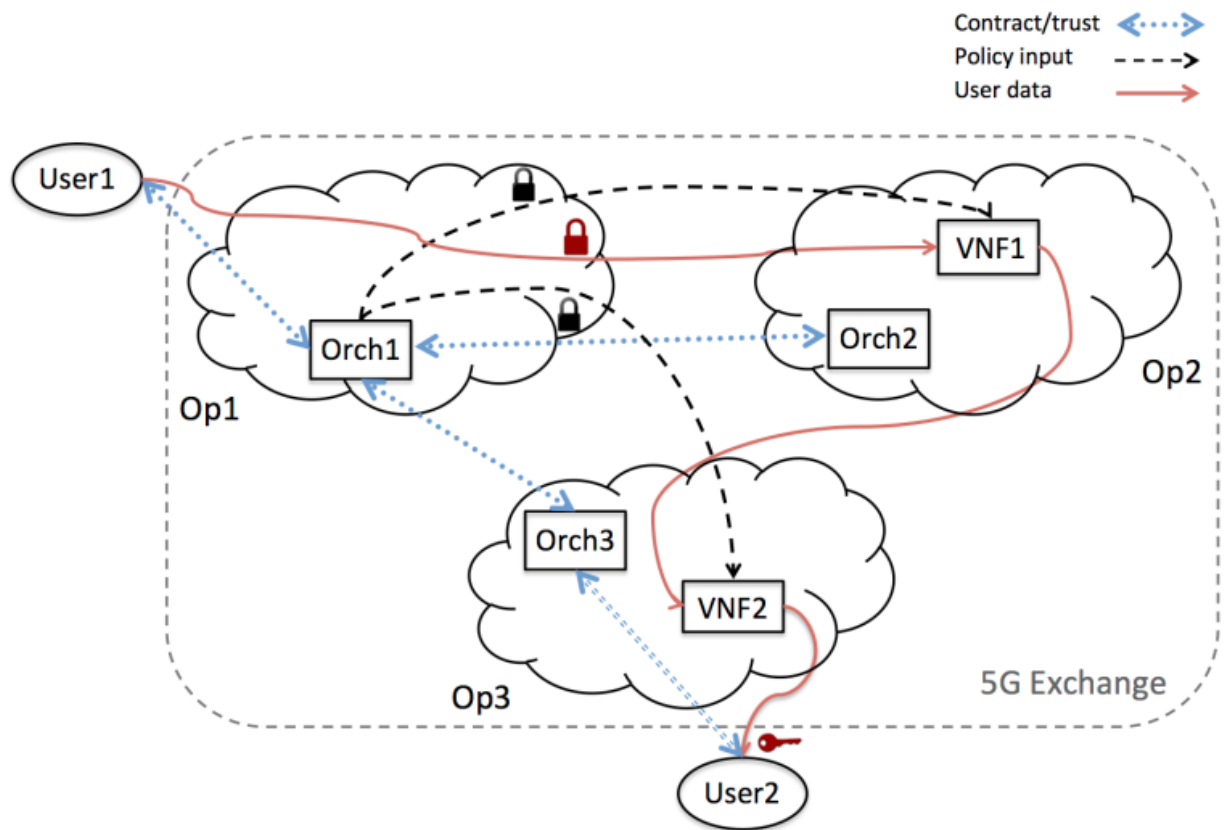 Contract/trust
Policy input
User data
User1
VNF1
Orch1
Orch2
Op2
Op1
Orch3
VNF2
5G Exchange
Op3
User2